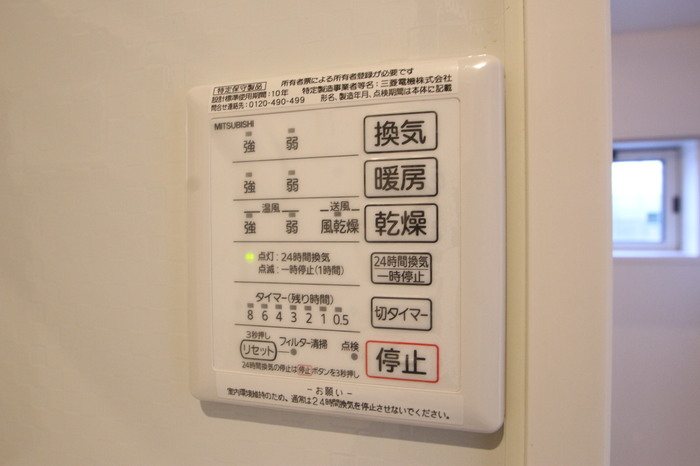 特定保守製品 所有者票による所有者登録が必要です
設計標準使用期間:10年 特定製造事業者等名:三菱電機株式会社
問合せ連絡先:0120-490-499 形名、製造年月、点検期間は本体に記載
MITSUBISHI
強 弱 換気
強 弱 暖房
温風 送風
強 弱 風乾燥 乾燥
点灯:24時間換気 24時間換気
点滅:一時停止(1時間) 一時停止
タイマー(残り時間) 切タイマー
8 6 4 3 2 1 0.5
3秒押し
リセット フィルター清掃 点検 停止
24時間換気の停止は停止ボタンを3秒押し
-お願い-
室内環境維持のため、通常は24時間換気を停止させないでください。